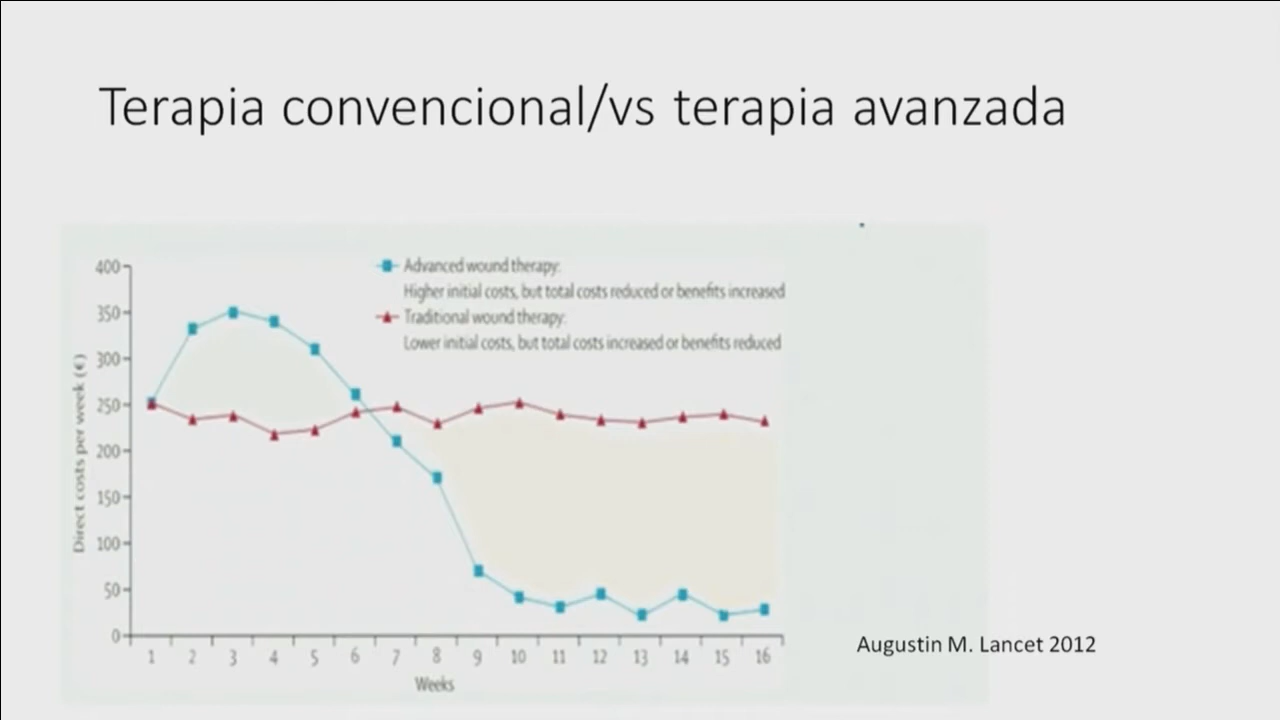 Terapia convencional/vs terapia avanzada
Advanced wound therapy:
Higher initial costs, but total costs reduced or benefits increased
Traditional wound therapy:
Lower initial costs, but total costs increased or benefits reduced
Direct costs per week (€)
400
350
300
250
200
150
100
50
0
1 2 3 4 5 6 7 8 9 10 11 12 13 14 15 16
Weeks
Augustin M. Lancet 2012